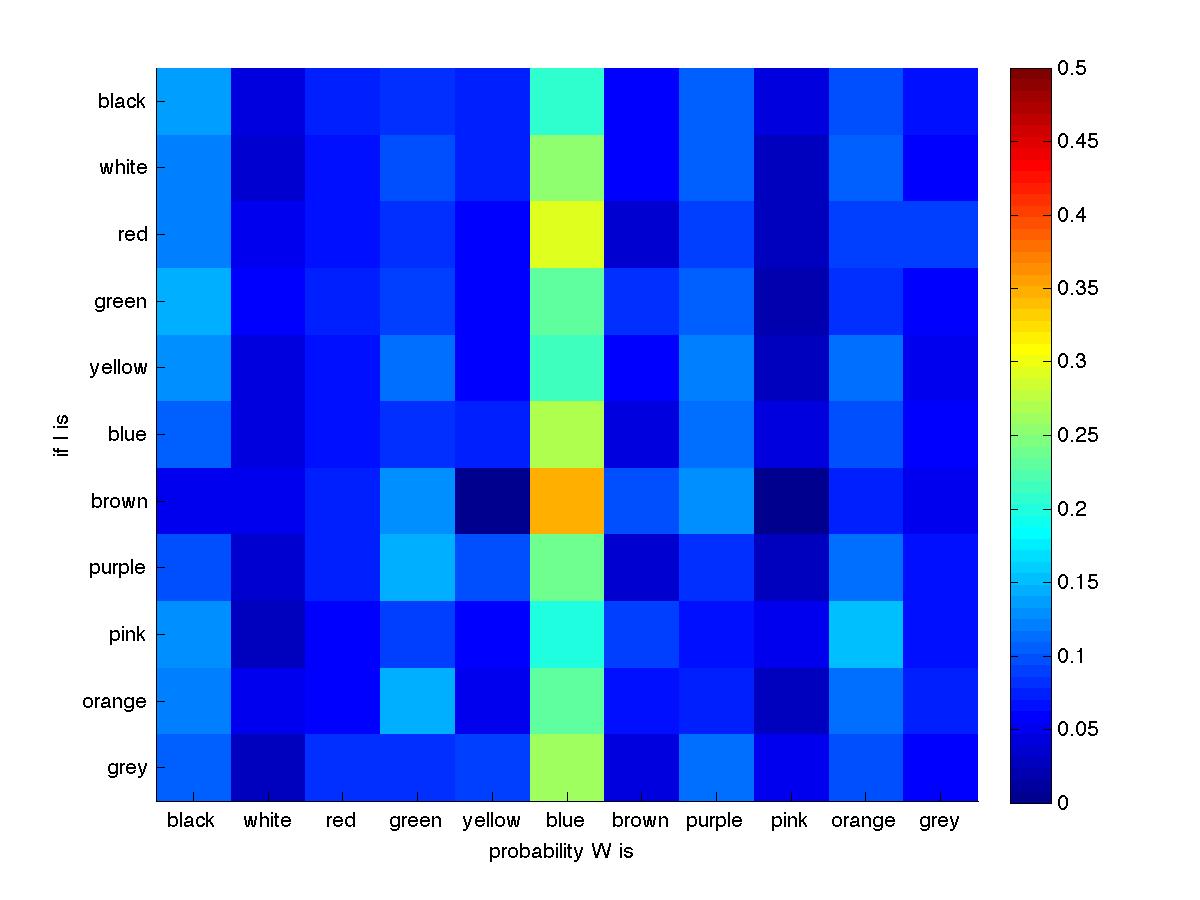 black
white
red
green
yellow
blue
brown
purple
pink
orange
grey
if I is
black white red green yellow blue brown purple pink orange grey
probability W is
0.5
0.45
0.4
0.35
0.3
0.25
0.2
0.15
0.1
0.05
0